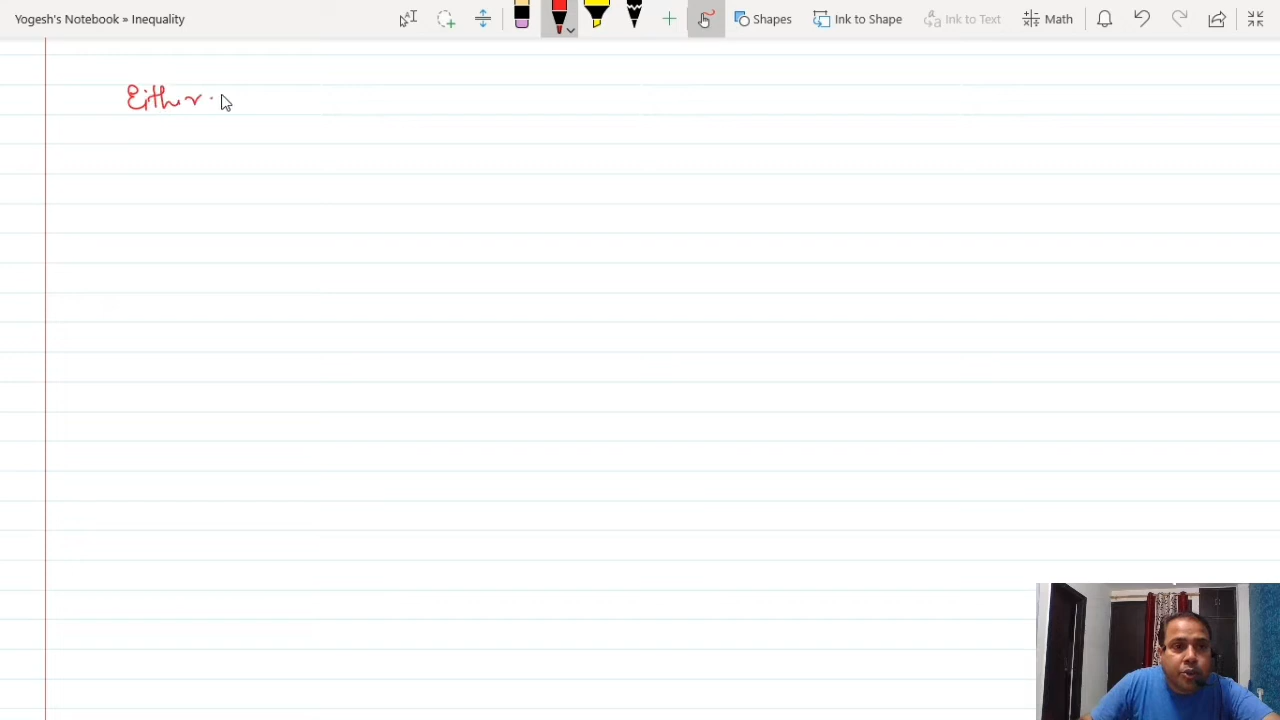 Yogesh's Notebook » Inequality
Shapes
Ink to Shape
Ink to Text
Math
Either